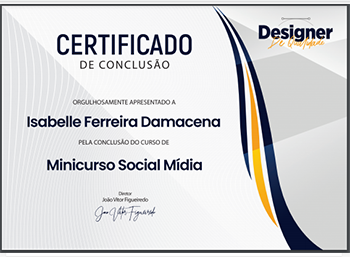 CERTIFICADO
DE CONCLUSÃO
Designer
De Qualidade
ORGULHOSAMENTE APRESENTADO A
Isabelle Ferreira Damacena
PELA CONCLUSÃO DO CURSO DE
Minicurso Social Mídia
Diretor
João Vitor Figueiredo
João Vitor Figueiredo